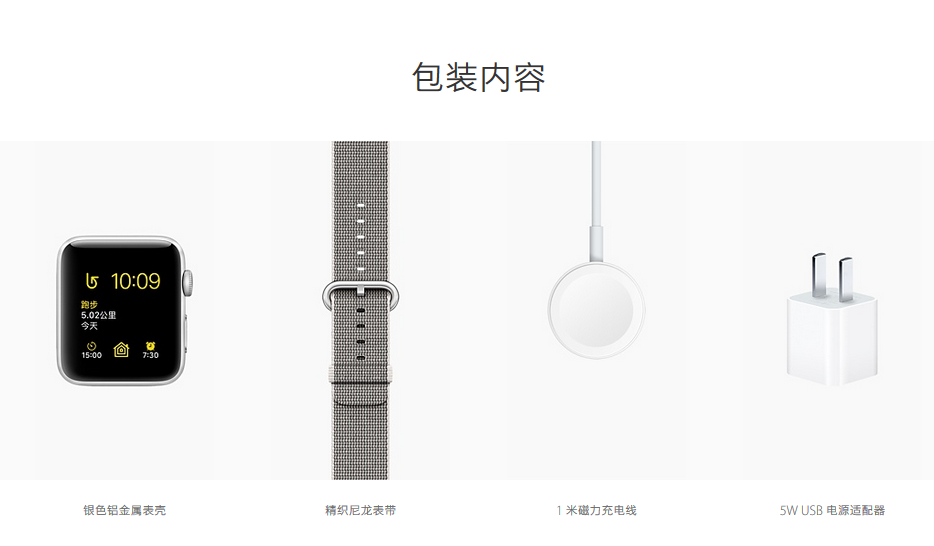 包装内容
10:09
跑步
5.02公里
今天
15:00
7:30
银色铝金属表壳
精织尼龙表带
1 米磁力充电线
5W USB 电源适配器